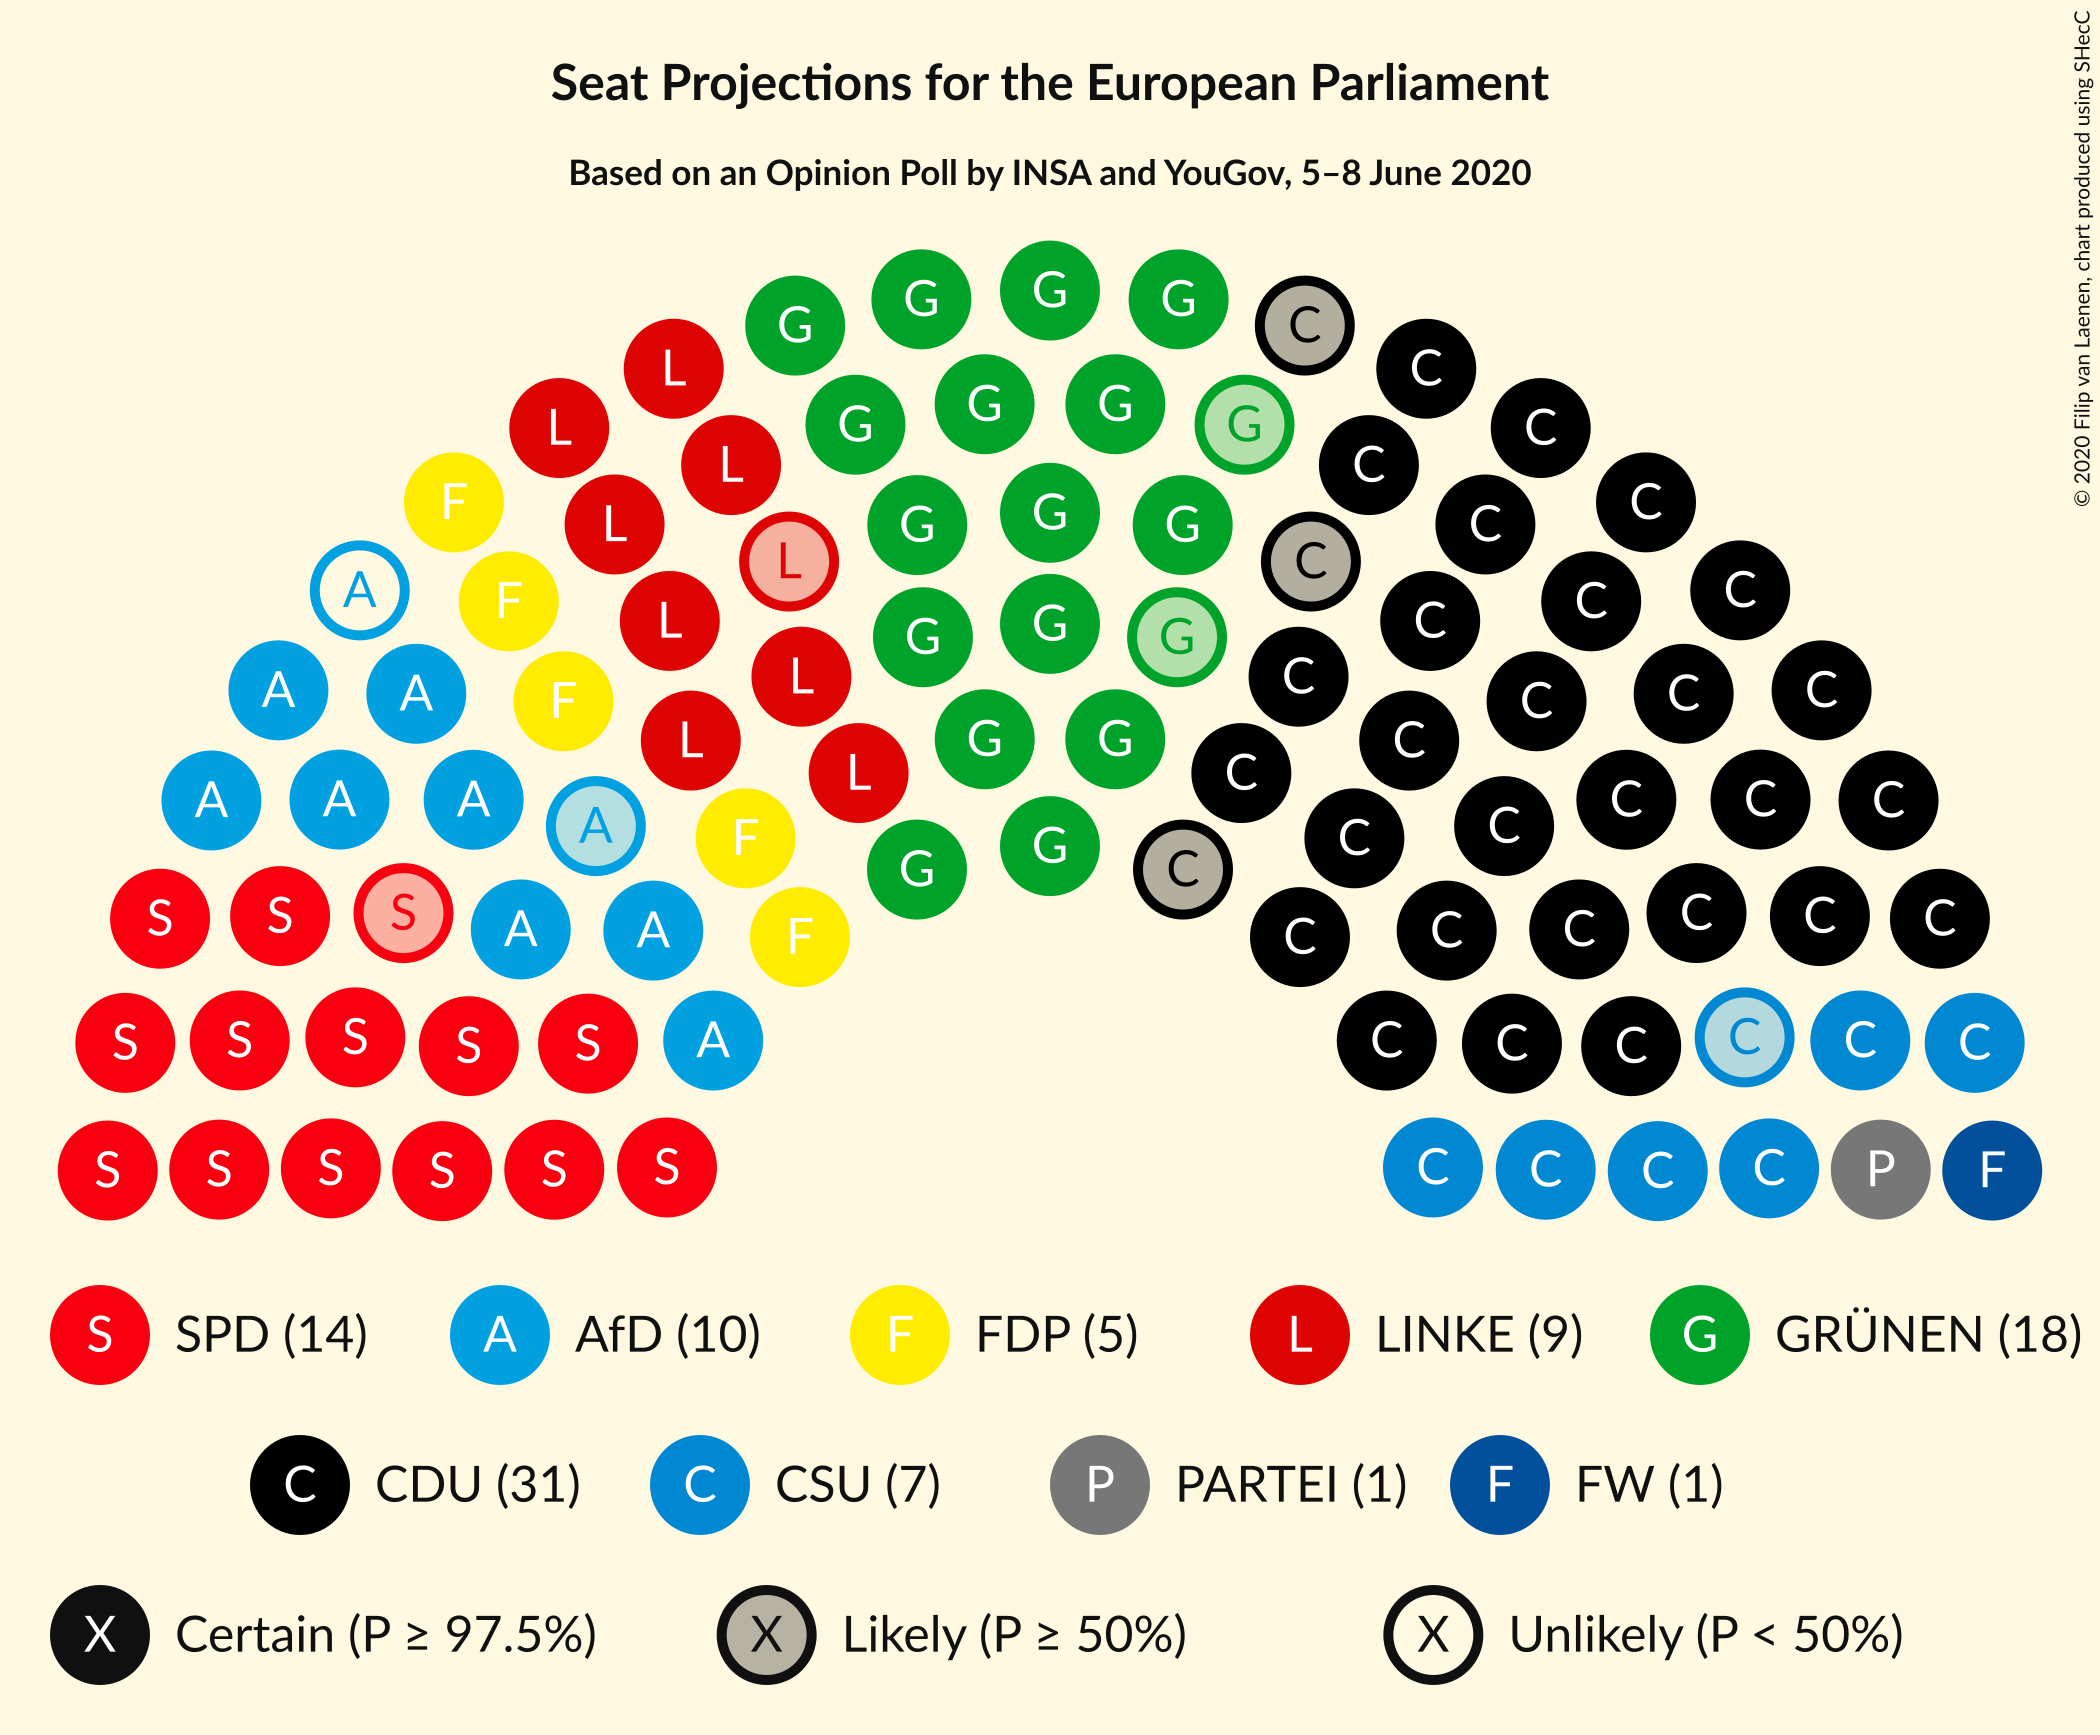 Seat Projections for the European Parliament
Based on an Opinion Poll by INSA and YouGov, 5–8 June 2020
© 2020 Filip van Laenen, chart produced using SHecC
G G G G C
L C
G G G G
L C
L C
F G G G C
L C
L C
A L C C
F C
G G G
L C
A A F L C C C C
L C
G G
A A A A F L C C C C C C
S S S G G C C C C
A A F C C C
S S S S S A C C C C C C
S S S S S S C C C C P F
S SPD (14) A AfD (10) F FDP (5) L LINKE (9) G GRÜNEN (18)
C CDU (31) C CSU (7) P PARTEI (1) F FW (1)
X Certain (P ≥ 97.5%) X Likely (P ≥ 50%) X Unlikely (P < 50%)